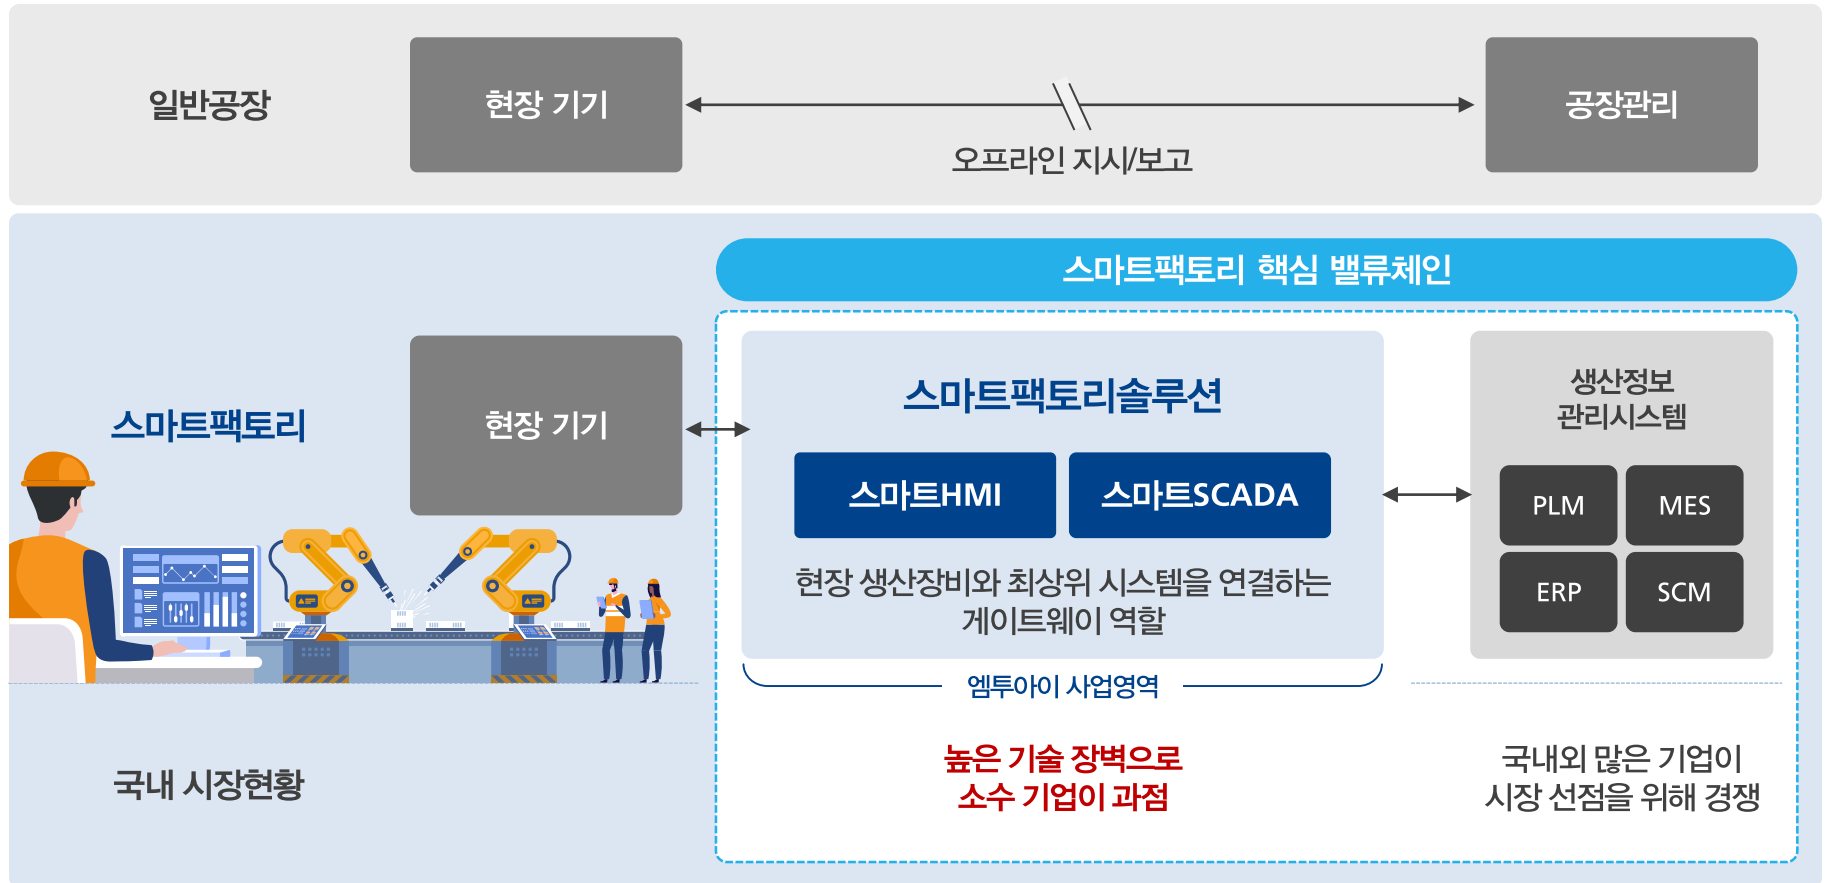 일반공장
현장 기기
공장관리
오프라인 지시/보고
스마트팩토리 핵심 밸류체인
스마트팩토리
현장 기기
스마트팩토리솔루션
스마트HMI
스마트SCADA
현장 생산장비와 최상위 시스템을 연결하는
게이트웨이 역할
생산정보
관리시스템
PLM
MES
ERP
SCM
엠투아이 사업영역
국내 시장현황
높은 기술 장벽으로
소수 기업이 과점
국내외 많은 기업이
시장 선점을 위해 경쟁